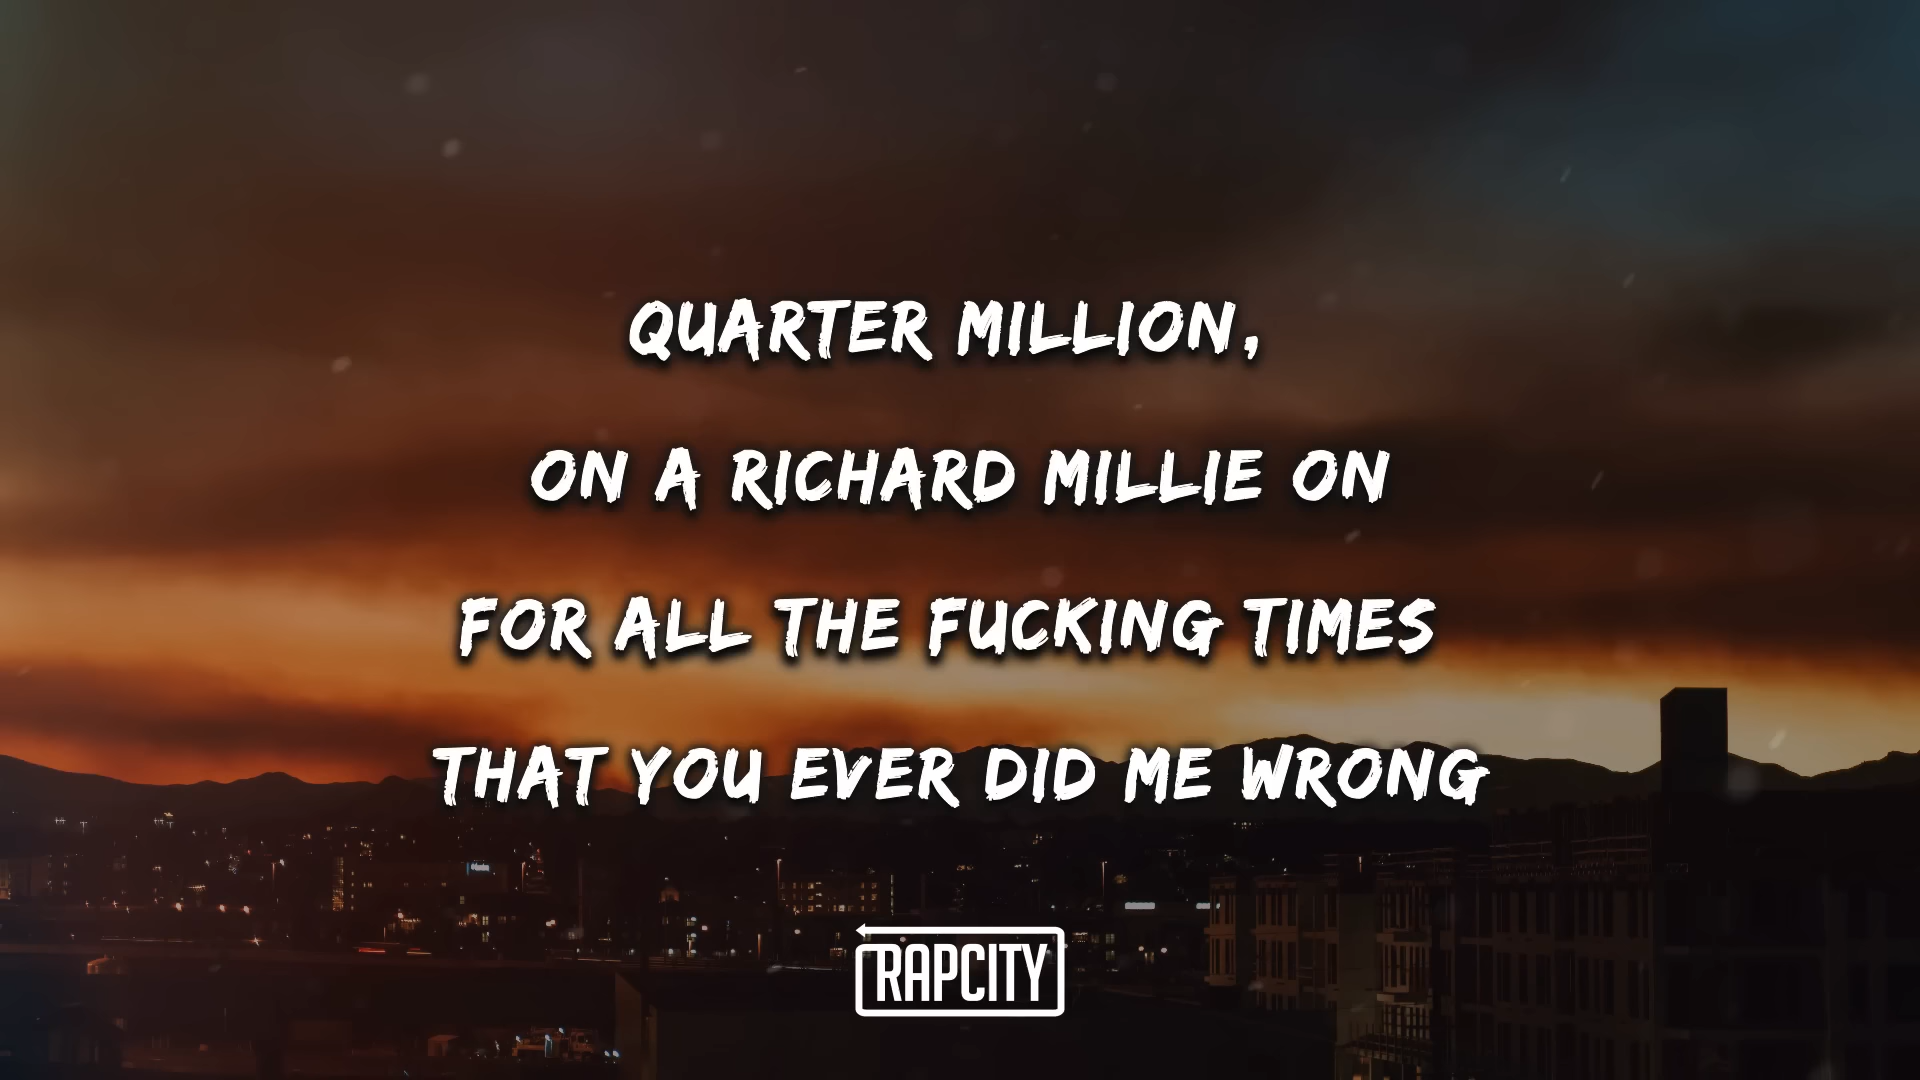 QUARTER MILLION,
ON A RICHARD MILLIE ON
FOR ALL THE FUCKING TIMES
THAT YOU EVER DID ME WRONG
RAPCITY